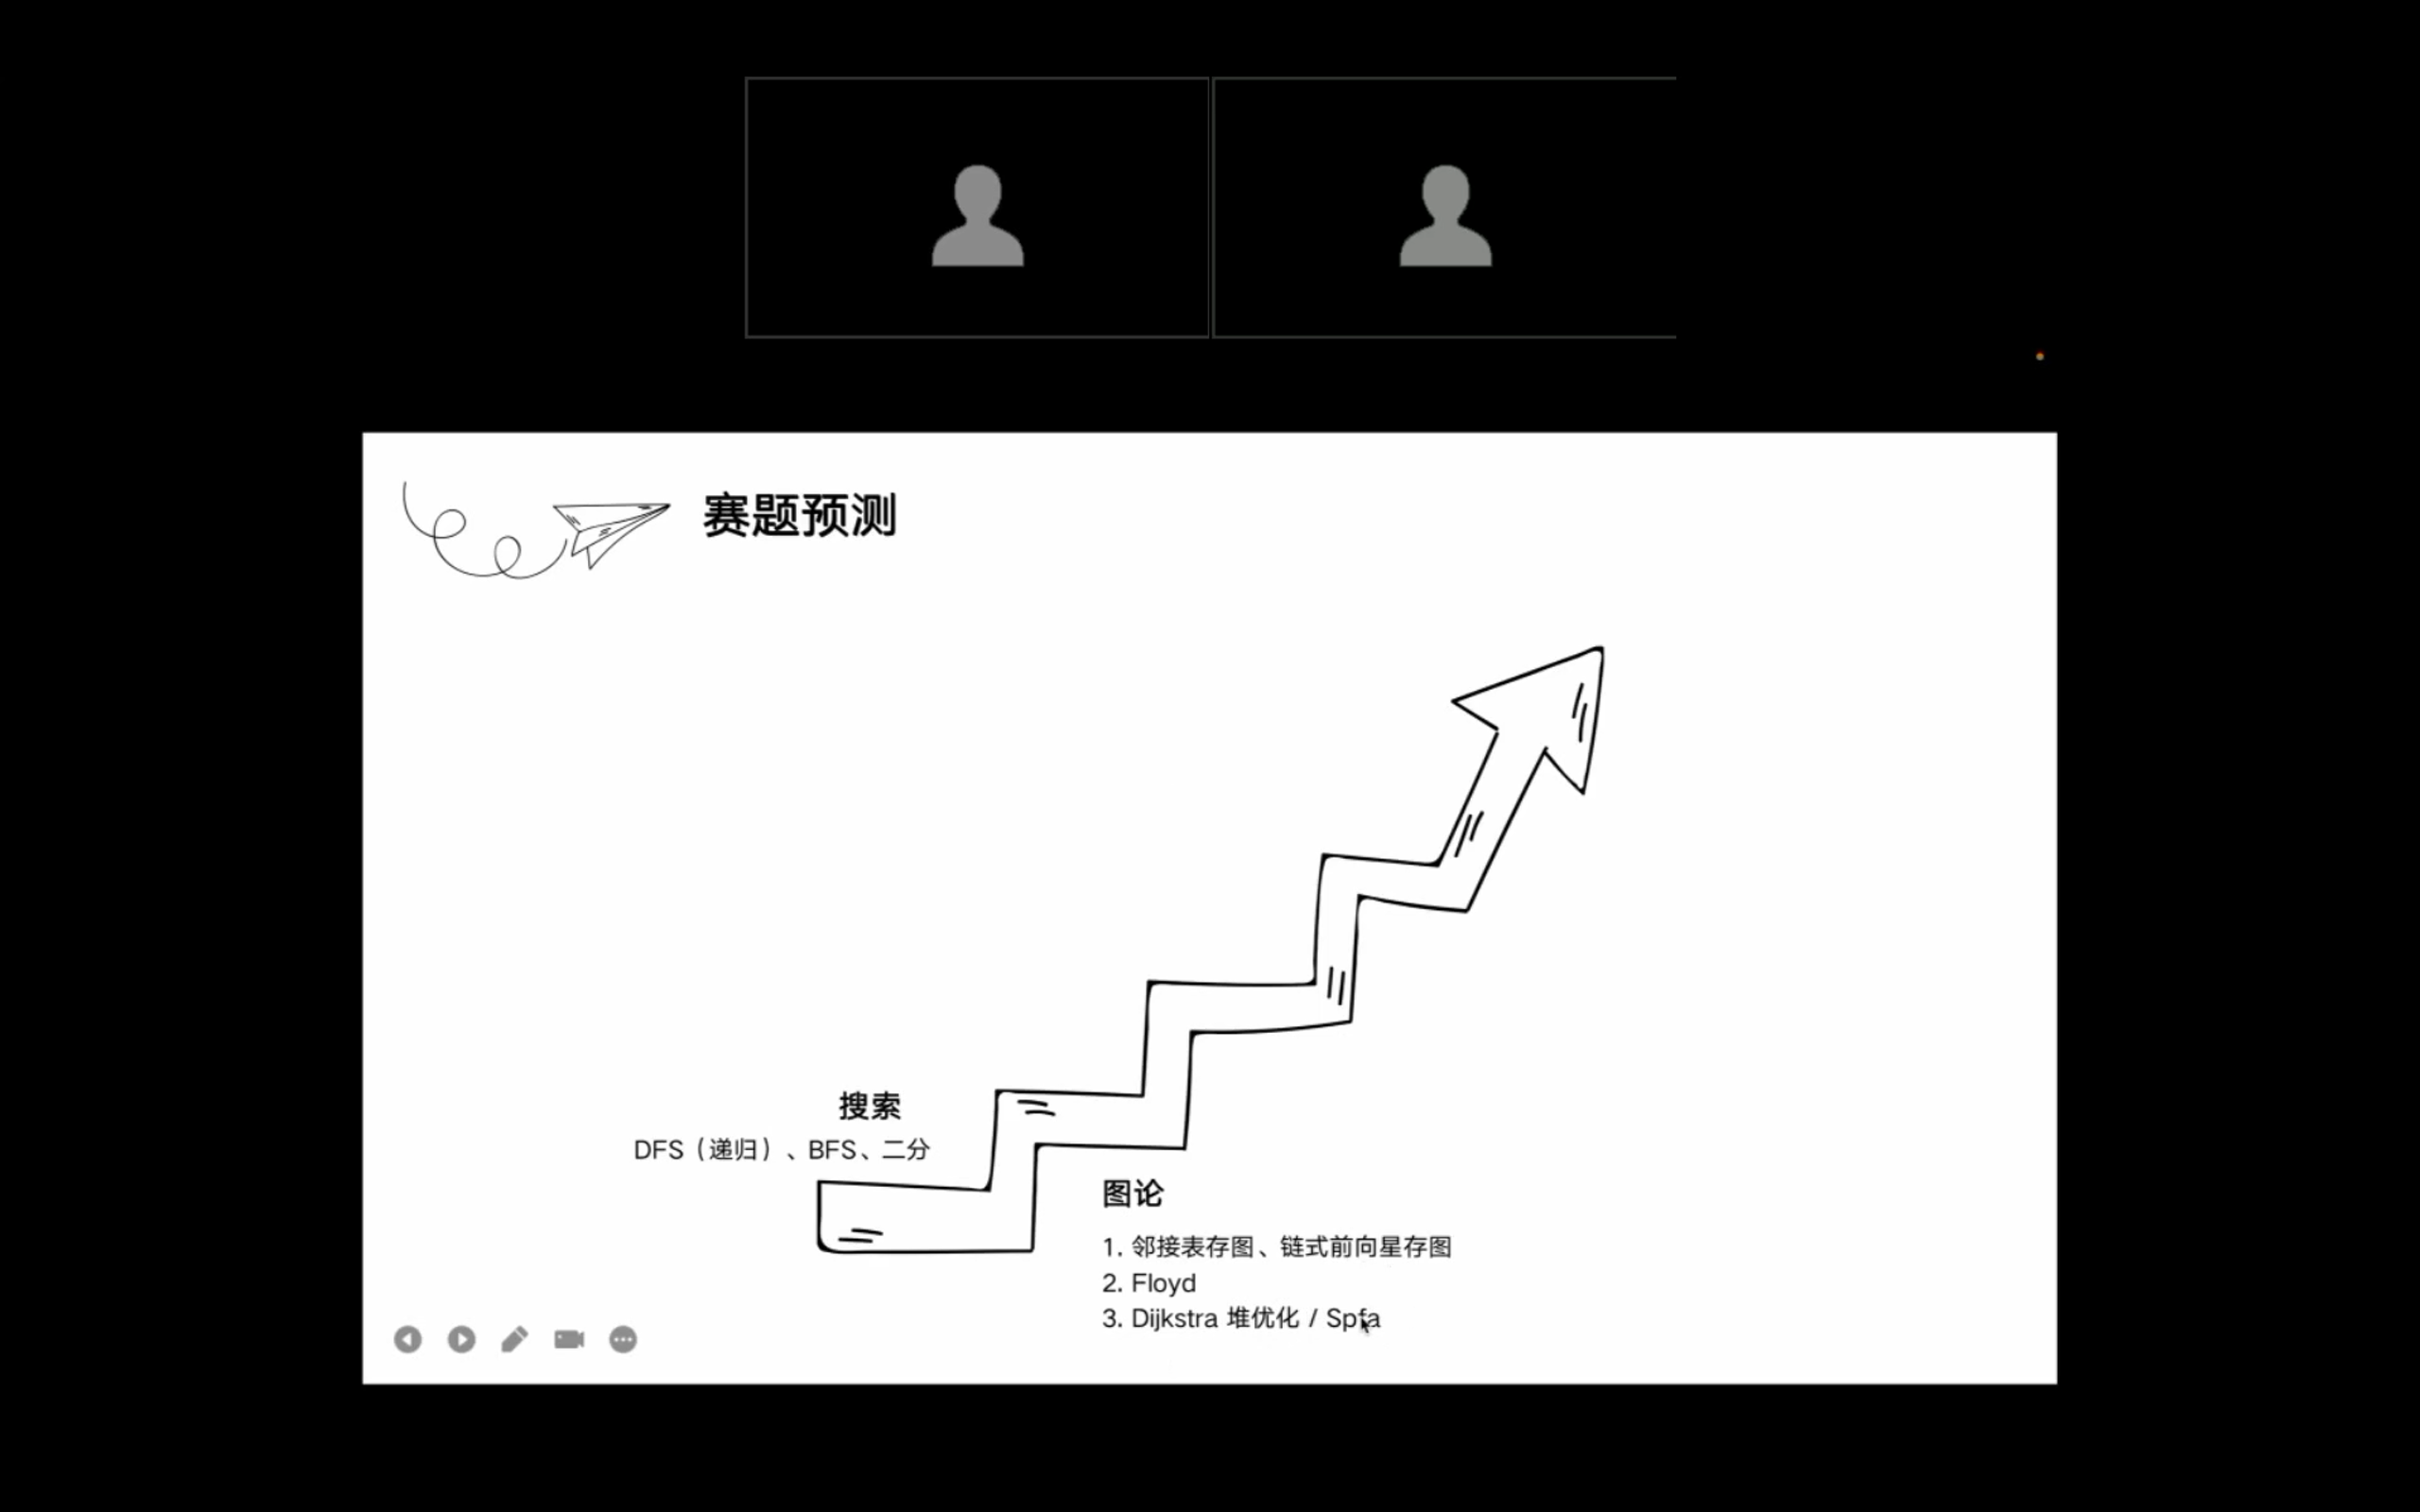 赛题预测
搜索
DFS（递归）、BFS、二分
图论
1. 邻接表存图、链式前向星存图
2. Floyd
3. Dijkstra 堆优化 / Spfa